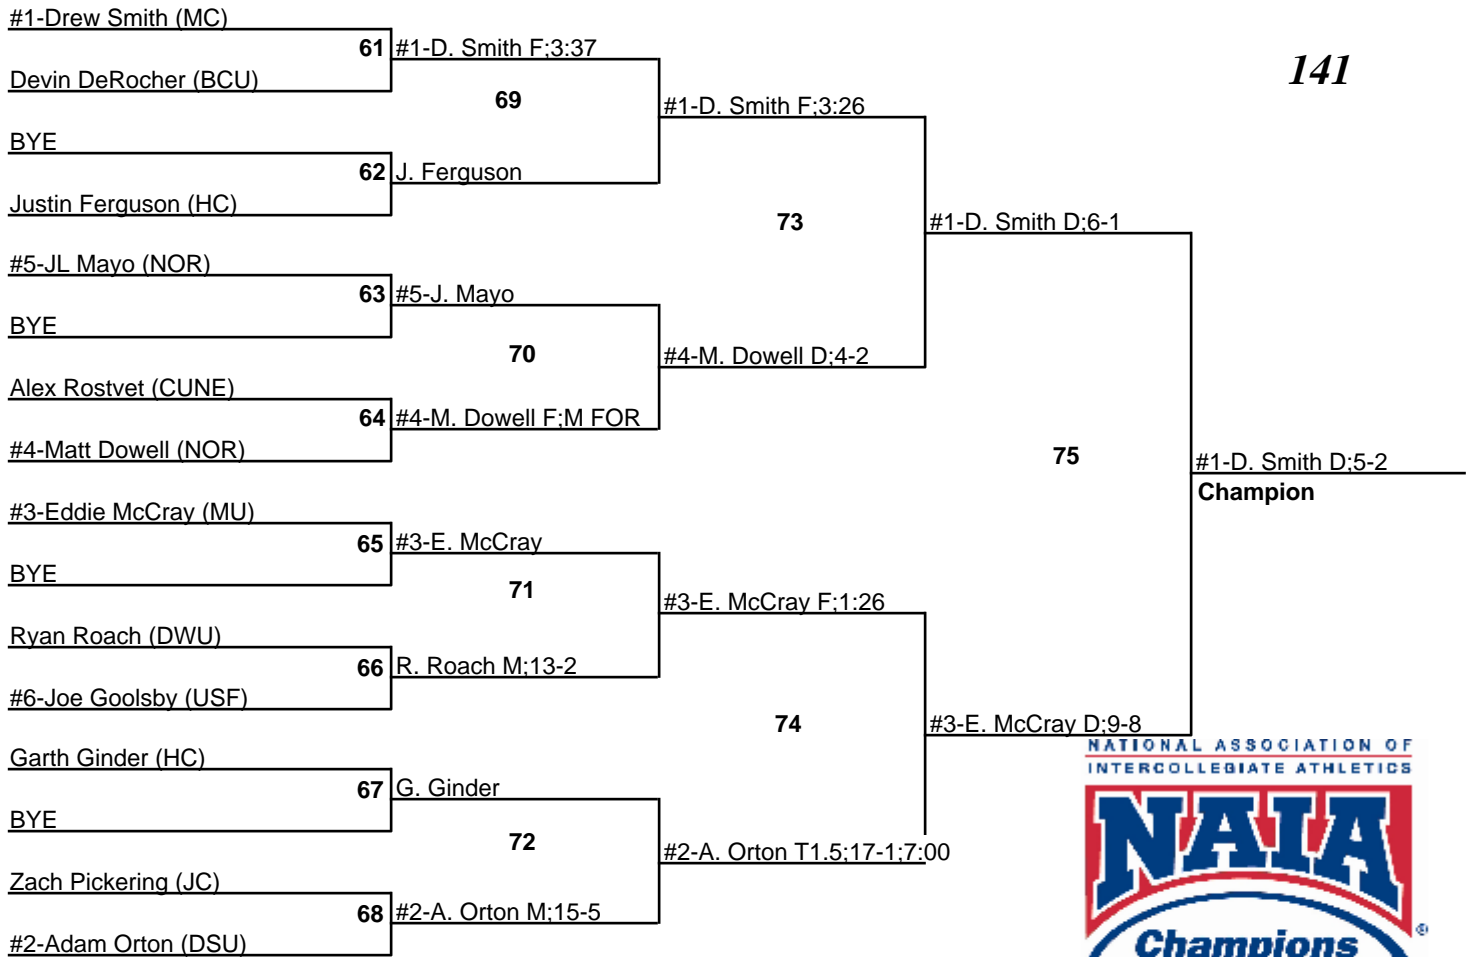 #1-Drew Smith (MC)
61 #1-D. Smith F;3:37
141
Devin DeRocher (BCU)
69
#1-D. Smith F;3:26
BYE
62 J. Ferguson
Justin Ferguson (HC)
73
#1-D. Smith D;6-1
#5-JL Mayo (NOR)
63 #5-J. Mayo
BYE
70
#4-M. Dowell D;4-2
Alex Rostvet (CUNE)
64 #4-M. Dowell F;M FOR
#4-Matt Dowell (NOR)
75
#1-D. Smith D;5-2
Champion
#3-Eddie McCray (MU)
65 #3-E. McCray
BYE
71
#3-E. McCray F;1:26
Ryan Roach (DWU)
66 R. Roach M;13-2
#6-Joe Goolsby (USF)
74
#3-E. McCray D;9-8
Garth Ginder (HC)
67 G. Ginder
BYE
72
#2-A. Orton T1.5;17-1;7:00
Zach Pickering (JC)
68 #2-A. Orton M;15-5
#2-Adam Orton (DSU)
NATIONAL ASSOCIATION OF
INTERCOLLEGIATE ATHLETICS
NAIA
®
Champions